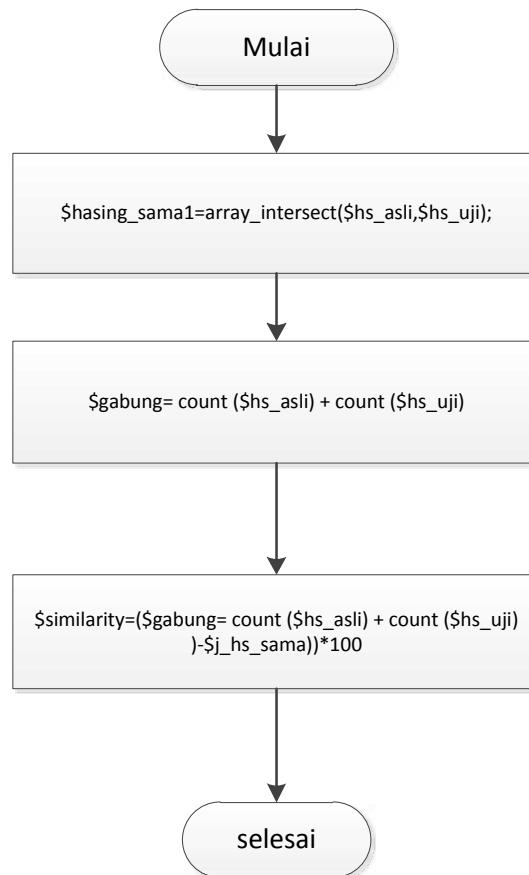 Mulai
$hasing_sama1=array_intersect($hs_asli,$hs_uji);
$gabung= count ($hs_asli) + count ($hs_uji)
$similarity=($gabung= count ($hs_asli) + count ($hs_uji)
)-$j_hs_sama))*100
selesai